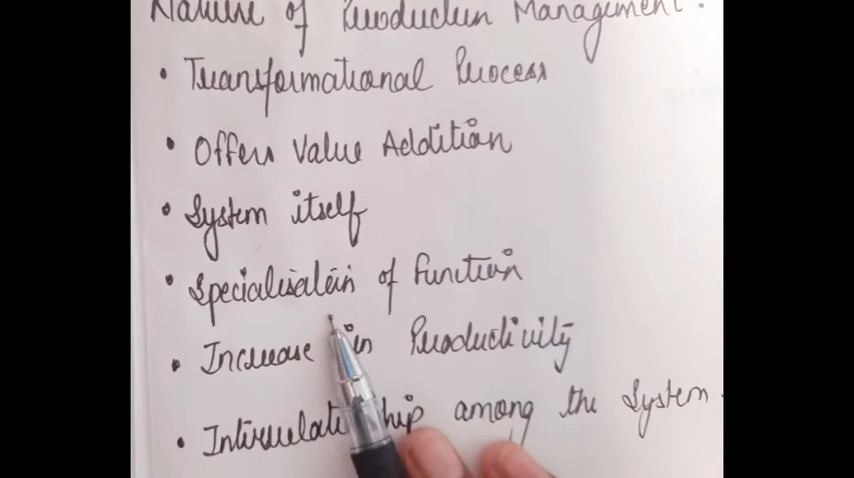 Nature of Production Management.
• Transformational Process
• Offers Value Addition
• System itself
• Specialisation of Function
• Increase in Productivity
• Interrelationship among the System.